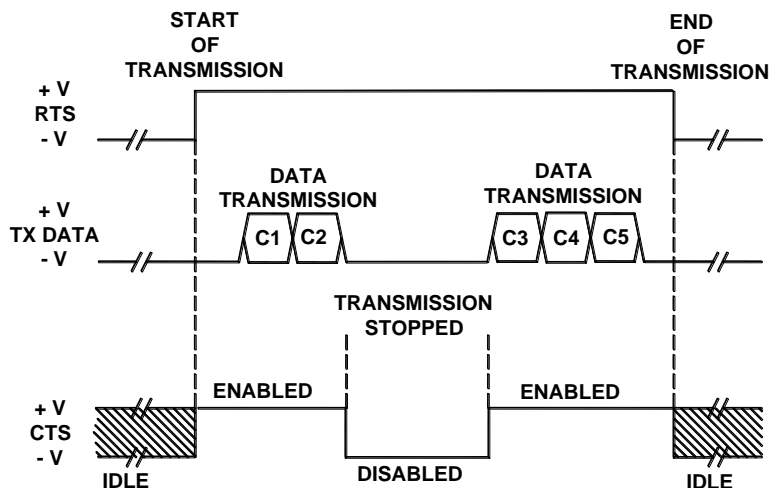 START
OF
TRANSMISSION
END
OF
TRANSMISSION
+ V
RTS
- V
DATA
TRANSMISSION
DATA
TRANSMISSION
+ V
TX DATA
- V
C1 C2 C3 C4 C5
TRANSMISSION
STOPPED
ENABLED ENABLED
+ V
CTS
- V
DISABLED
IDLE IDLE